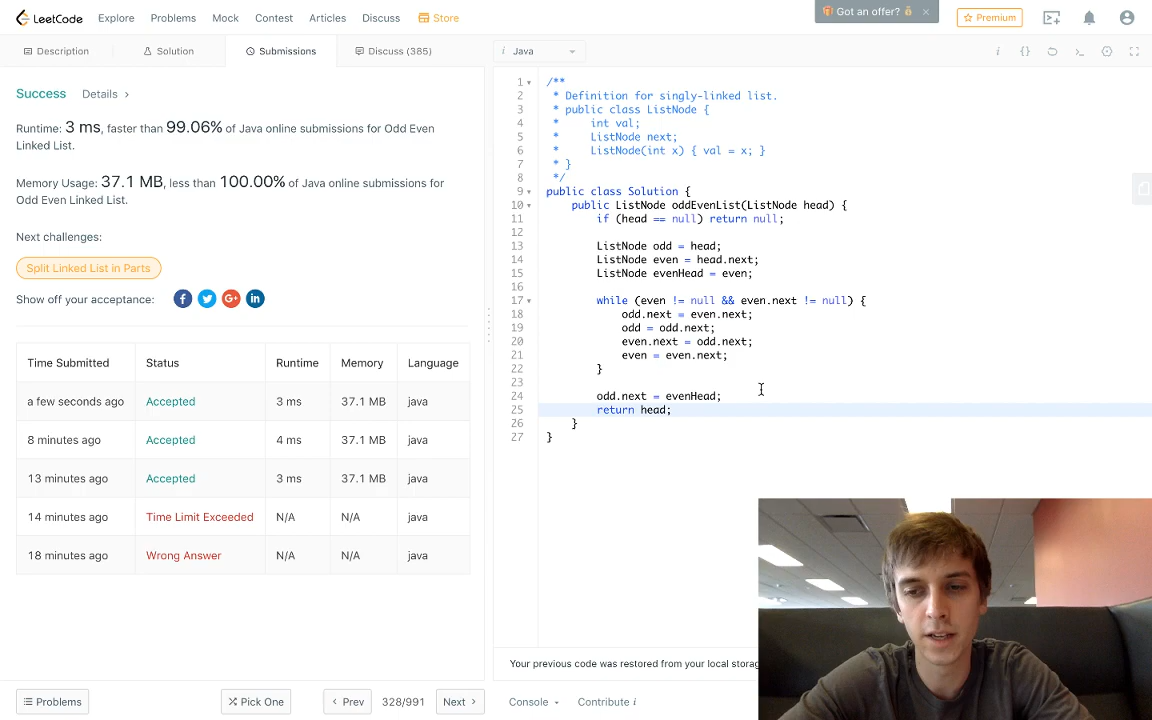 LeetCode
Explore
Problems
Mock
Contest
Articles
Discuss
Store
Got an offer?
×
Premium
Description
Solution
Submissions
Discuss (385)
i Java
Success
Details >
Runtime: 3 ms, faster than 99.06% of Java online submissions for Odd Even
Linked List.
Memory Usage: 37.1 MB, less than 100.00% of Java online submissions for
Odd Even Linked List.
Next challenges:
Split Linked List in Parts
Show off your acceptance:
Time Submitted Status Runtime Memory Language
a few seconds ago Accepted 3 ms 37.1 MB java
8 minutes ago Accepted 4 ms 37.1 MB java
13 minutes ago Accepted 3 ms 37.1 MB java
14 minutes ago Time Limit Exceeded N/A N/A java
18 minutes ago Wrong Answer N/A N/A java
1 /**
2 * Definition for singly-linked list.
3 * public class ListNode {
4 * int val;
5 * ListNode next;
6 * ListNode(int x) { val = x; }
7 * }
8 */
9 public class Solution {
10 public ListNode oddEvenList(ListNode head) {
11 if (head == null) return null;
12
13 ListNode odd = head;
14 ListNode even = head.next;
15 ListNode evenHead = even;
16
17 while (even != null && even.next != null) {
18 odd.next = even.next;
19 odd = odd.next;
20 even.next = odd.next;
21 even = even.next;
22 }
23
24 odd.next = evenHead;
25 return head;
26 }
27 }
Your previous code was restored from your local storag
Problems
Pick One
< Prev
328/991
Next >
Console
Contribute i